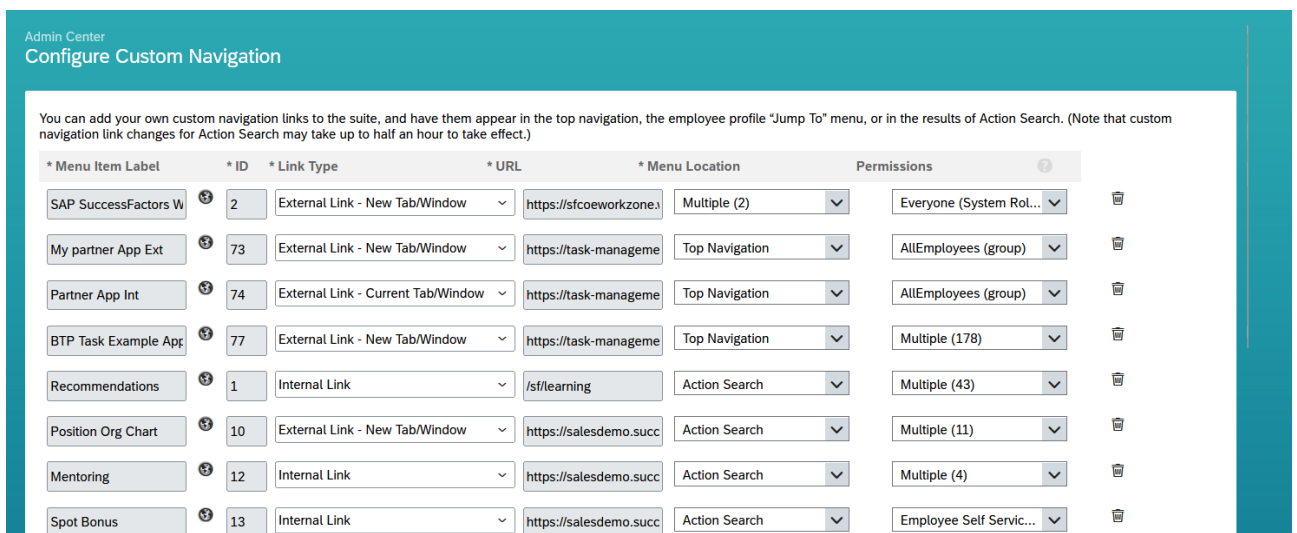 Admin Center
Configure Custom Navigation
You can add your own custom navigation links to the suite, and have them appear in the top navigation, the employee profile “Jump To” menu, or in the results of Action Search. (Note that custom
navigation link changes for Action Search may take up to half an hour to take effect.)
* Menu Item Label * ID * Link Type * URL * Menu Location Permissions ?
SAP SuccessFactors W 2 External Link - New Tab/Window https://sfcoeworkzone. Multiple (2) Everyone (System Rol...
My partner App Ext 73 External Link - New Tab/Window https://task-manageme Top Navigation AllEmployees (group)
Partner App Int 74 External Link - Current Tab/Window https://task-manageme Top Navigation AllEmployees (group)
BTP Task Example App 77 External Link - New Tab/Window https://task-manageme Top Navigation Multiple (178)
Recommendations 1 Internal Link /sf/learning Action Search Multiple (43)
Position Org Chart 10 External Link - New Tab/Window https://salesdemo.succ Action Search Multiple (11)
Mentoring 12 Internal Link https://salesdemo.succ Action Search Multiple (4)
Spot Bonus 13 Internal Link https://salesdemo.succ Action Search Employee Self Servic...